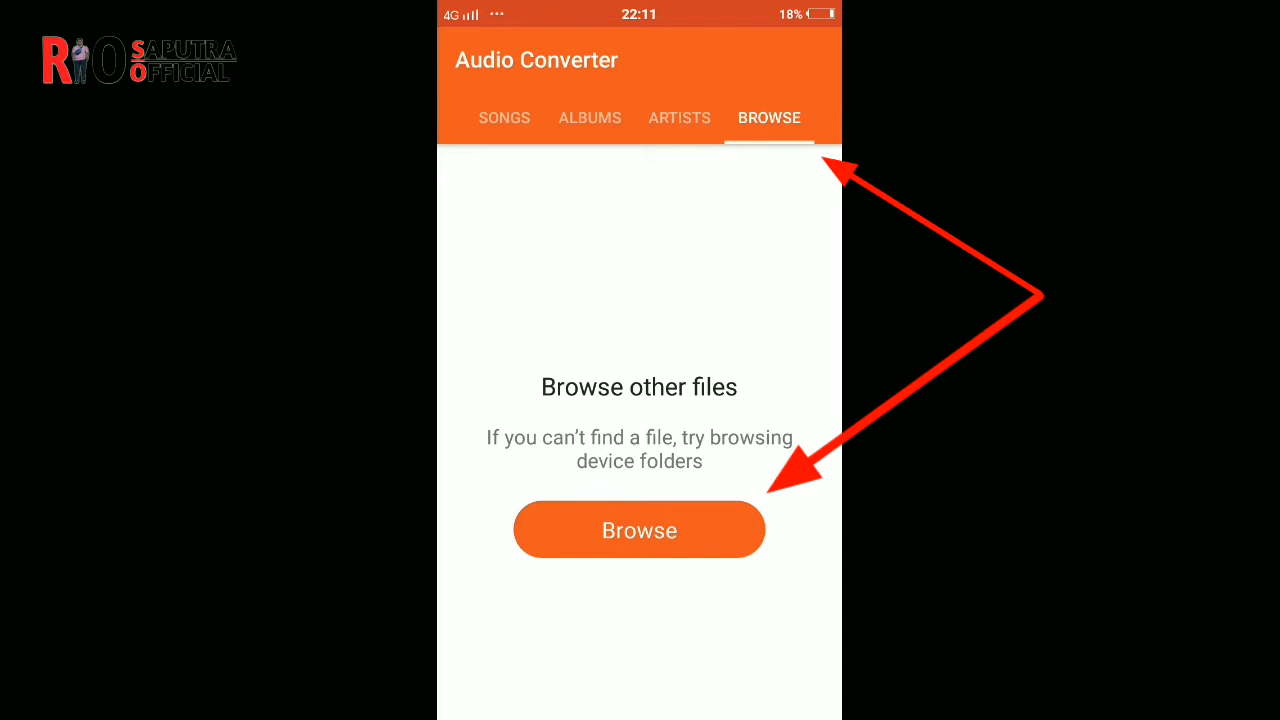 RIO SAPUTRA
OFFICIAL
4G ... 22:11 18%
Audio Converter
SONGS ALBUMS ARTISTS BROWSE
Browse other files
If you can’t find a file, try browsing
device folders
Browse